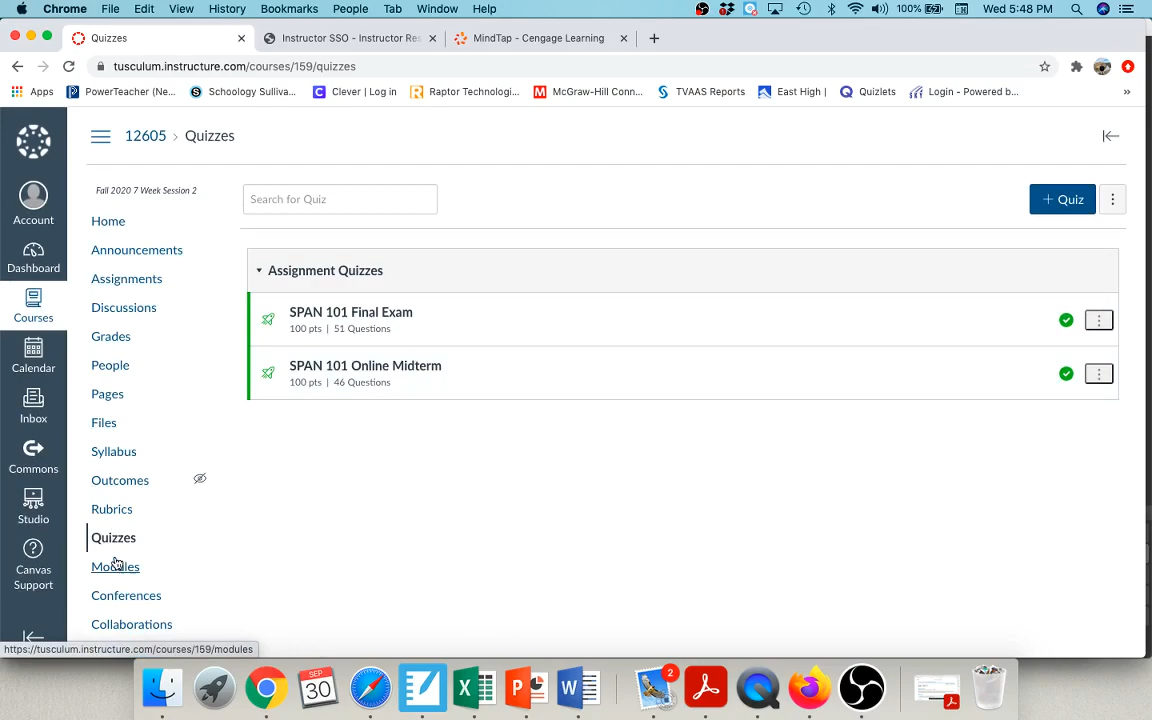 Chrome File Edit View History Bookmarks People Tab Window Help 100% Wed 5:48 PM
Quizzes Instructor SSO - Instructor Res MindTap - Cengage Learning
tusculum.instructure.com/courses/159/quizzes
Apps PowerTeacher (Ne... Schoology Sulliva... Clever | Log in Raptor Technologi... McGraw-Hill Conn... TVAAS Reports East High | Quizlets Login - Powered b... »
12605 › Quizzes
Fall 2020 7 Week Session 2
Search for Quiz
+ Quiz
Account
Dashboard
Courses
Calendar
Inbox
Commons
Studio
Canvas
Support
Home
Announcements
Assignments
Discussions
Grades
People
Pages
Files
Syllabus
Outcomes
Rubrics
Quizzes
Modules
Conferences
Collaborations
Assignment Quizzes
SPAN 101 Final Exam
100 pts | 51 Questions
SPAN 101 Online Midterm
100 pts | 46 Questions
https://tusculum.instructure.com/courses/159/modules
SEP
30
2